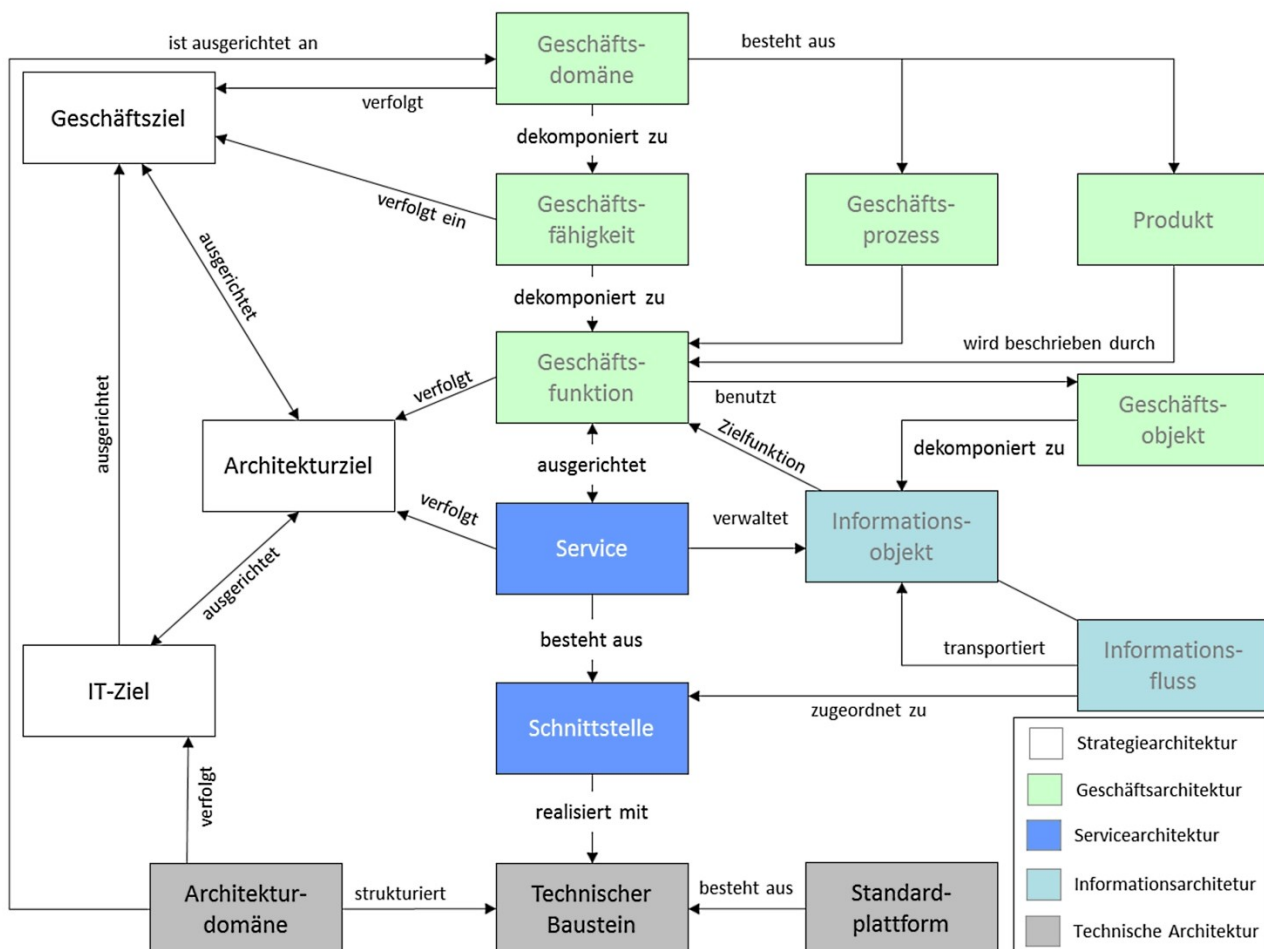 ist ausgerichtet an
Geschäfts-
domäne
besteht aus
verfolgt
Geschäftsziel
dekomponiert zu
verfolgt ein
Geschäfts-
fähigkeit
Geschäfts-
prozess
Produkt
ausgerichtet
dekomponiert zu
wird beschrieben durch
Geschäfts-
funktion
verfolgt
benutzt
Geschäfts-
objekt
ausgerichtet
Zielfunktion
dekomponiert zu
Architekturziel
ausgerichtet
verfolgt
Service
verwaltet
Informations-
objekt
ausgerichtet
besteht aus
transportiert
Informations-
fluss
IT-Ziel
Schnittstelle
zugeordnet zu
verfolgt
realisiert mit
Architektur-
domäne
strukturiert
Technischer
Baustein
besteht aus
Standard-
plattform
Strategiearchitektur
Geschäftsarchitektur
Servicearchitektur
Informationsarchitetur
Technische Architektur